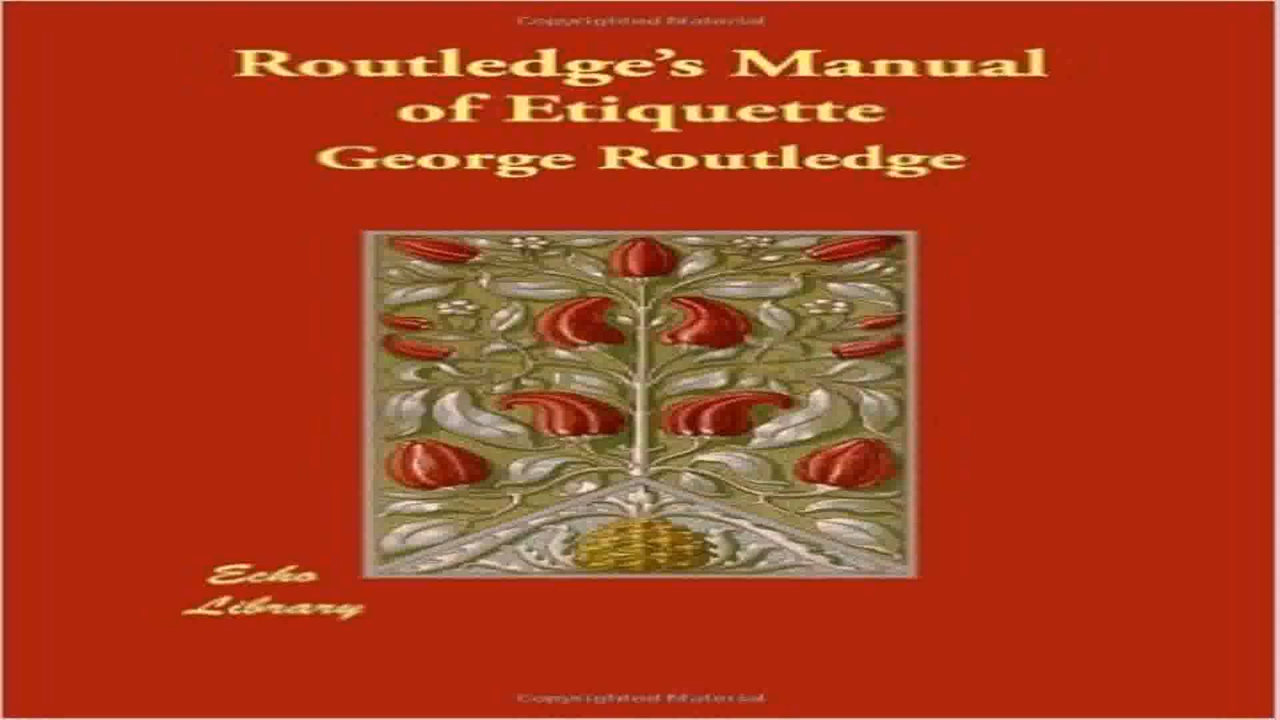 Copyrighted Material
Routledge's Manual
of Etiquette
George Routledge
Echo
Library
Copyrighted Material